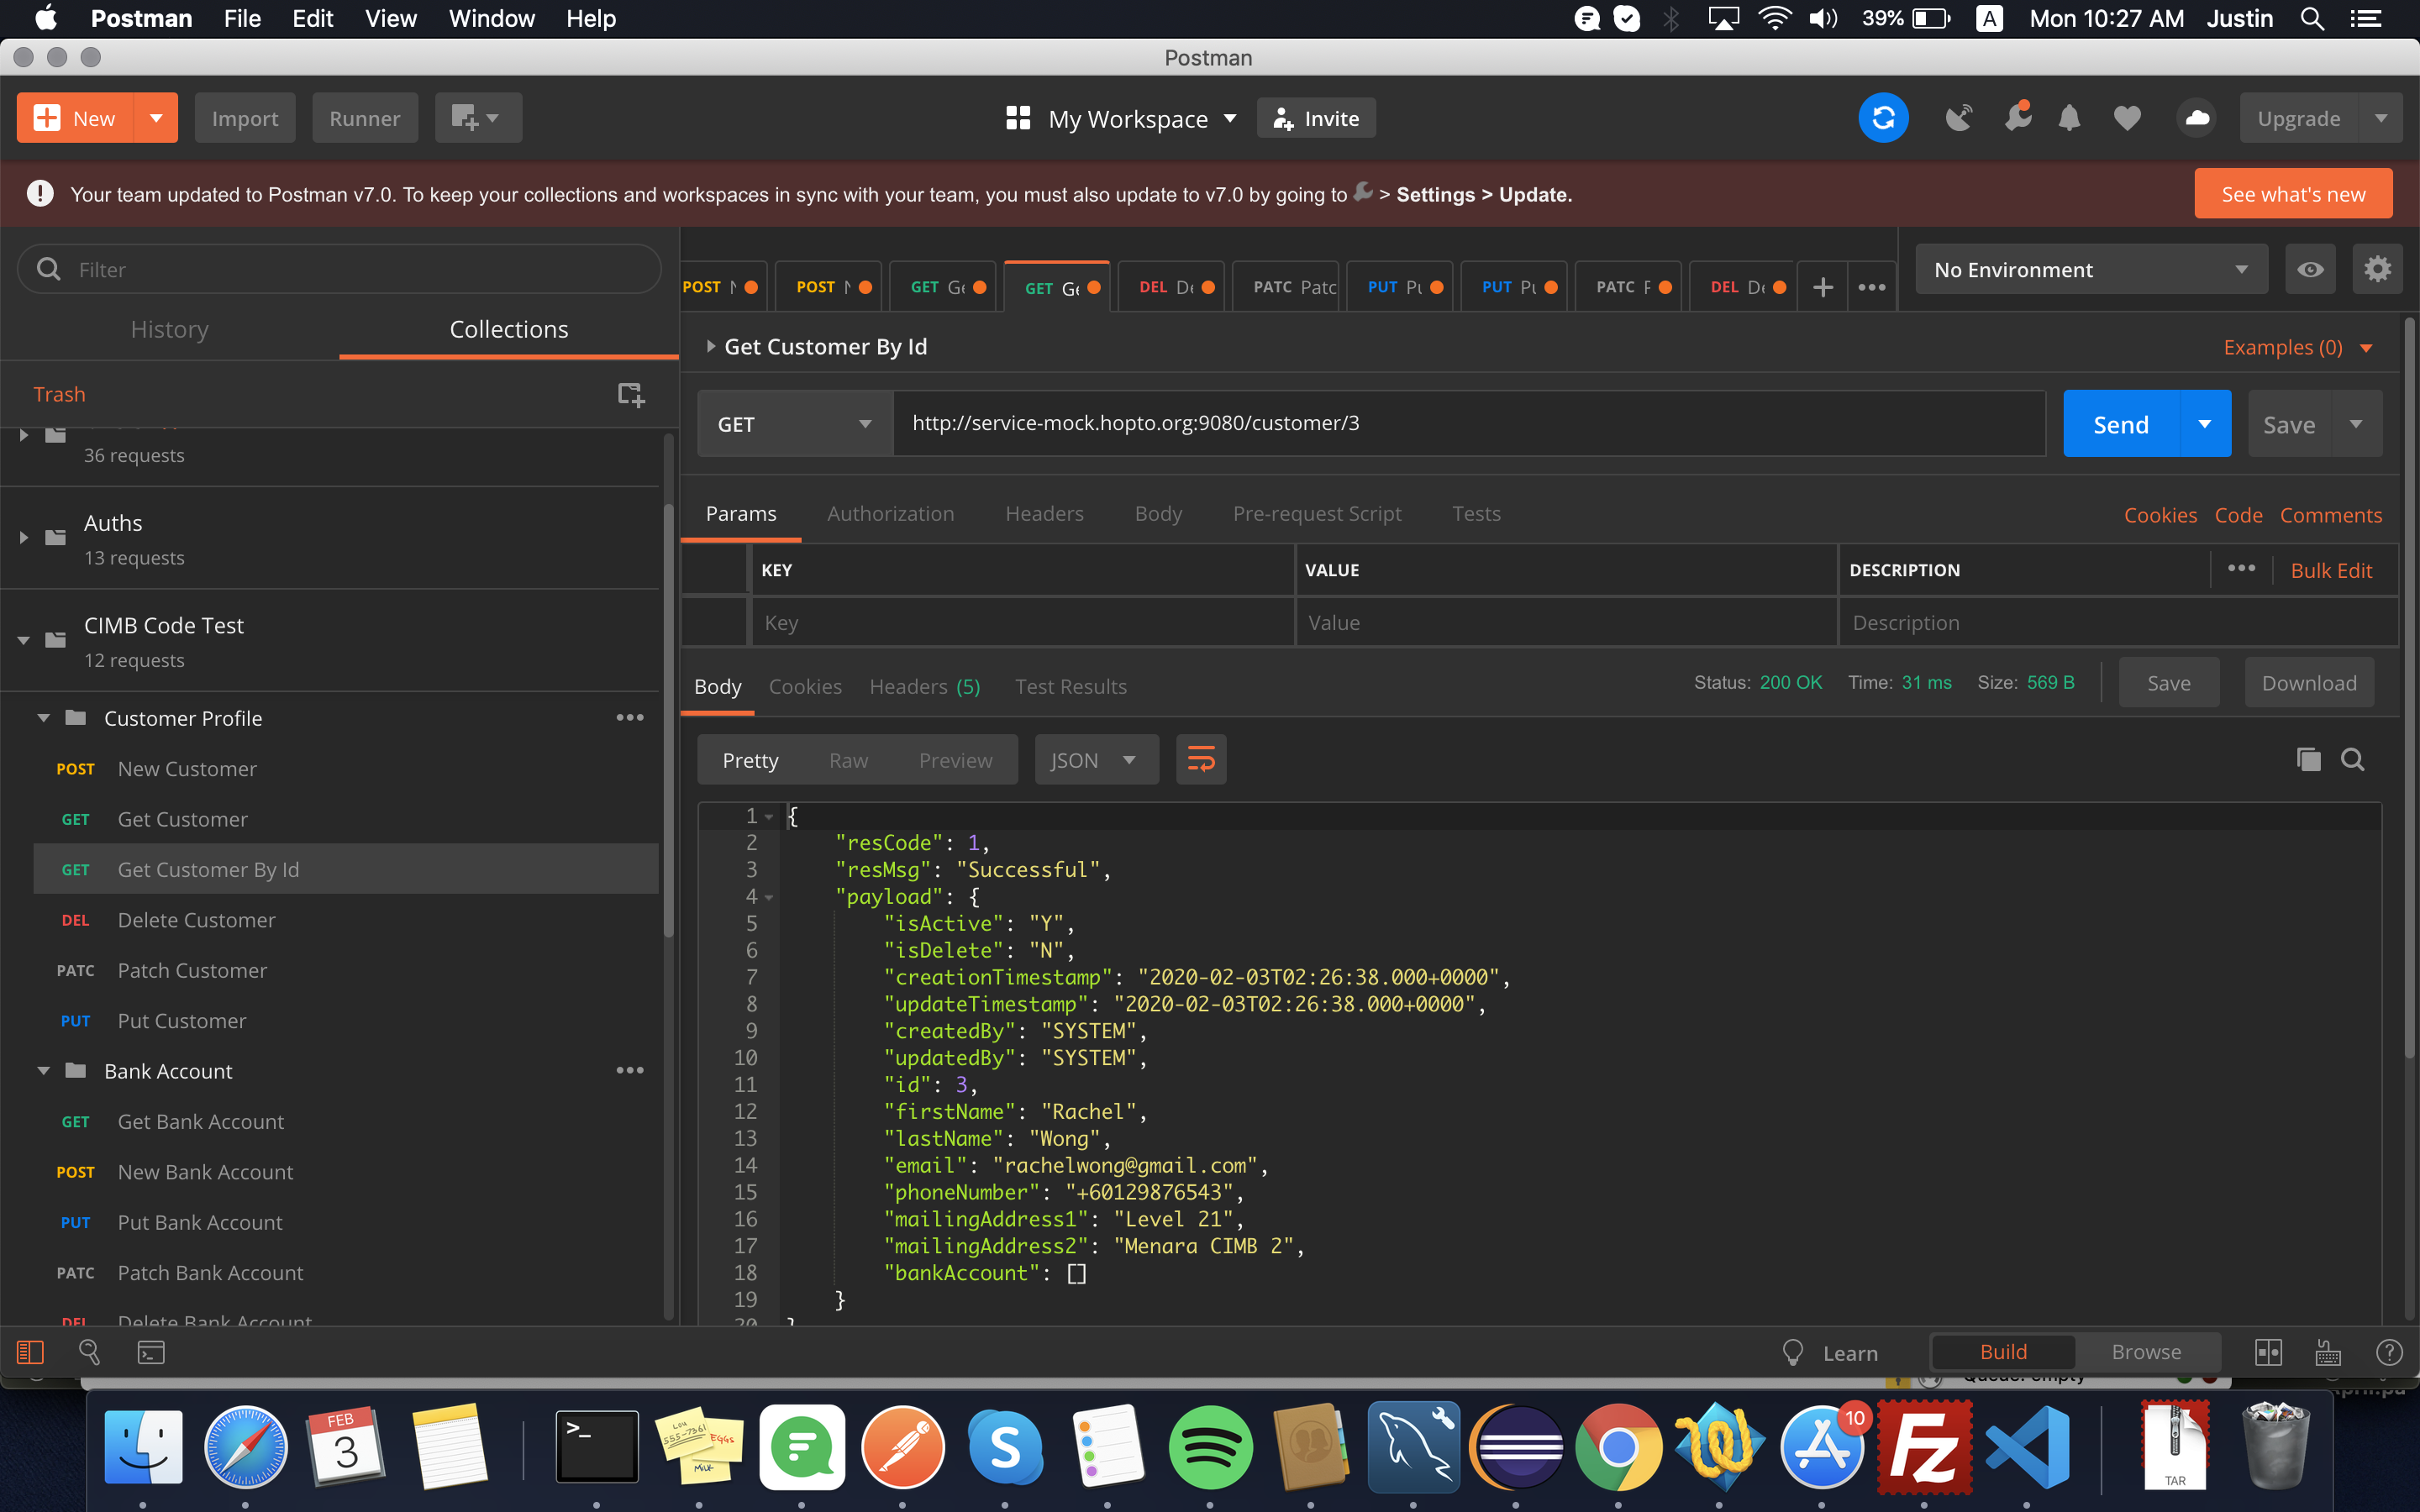 Postman File Edit View Window Help 39% A Mon 10:27 AM Justin
Postman
New Import Runner My Workspace Invite Upgrade
Your team updated to Postman v7.0. To keep your collections and workspaces in sync with your team, you must also update to v7.0 by going to > Settings > Update. See what's new
Filter
History Collections
Trash
36 requests
Auths
13 requests
CIMB Code Test
12 requests
Customer Profile
POST New Customer
GET Get Customer
GET Get Customer By Id
DEL Delete Customer
PATC Patch Customer
PUT Put Customer
Bank Account
GET Get Bank Account
POST New Bank Account
PUT Put Bank Account
PATC Patch Bank Account
DEL Delete Bank Account
POST POST GET Ge GET Ge DEL De PATC Patc PUT Pu PUT Pu PATC DEL De
No Environment
Get Customer By Id Examples (0)
GET http://service-mock.hopto.org:9080/customer/3 Send Save
Params Authorization Headers Body Pre-request Script Tests Cookies Code Comments
KEY VALUE DESCRIPTION Bulk Edit
Key Value Description
Body Cookies Headers (5) Test Results Status: 200 OK Time: 31 ms Size: 569 B Save Download
Pretty Raw Preview JSON
1 {
2 "resCode": 1,
3 "resMsg": "Successful",
4 "payload": {
5 "isActive": "Y",
6 "isDelete": "N",
7 "creationTimestamp": "2020-02-03T02:26:38.000+0000",
8 "updateTimestamp": "2020-02-03T02:26:38.000+0000",
9 "createdBy": "SYSTEM",
10 "updatedBy": "SYSTEM",
11 "id": 3,
12 "firstName": "Rachel",
13 "lastName": "Wong",
14 "email": "rachelwong@gmail.com",
15 "phoneNumber": "+60129876543",
16 "mailingAddress1": "Level 21",
17 "mailingAddress2": "Menara CIMB 2",
18 "bankAccount": []
19 }
20 }
Learn Build Browse
Queue: empty
FEB
3
>_
EGGS
MILK
S
10
Fz
TAR